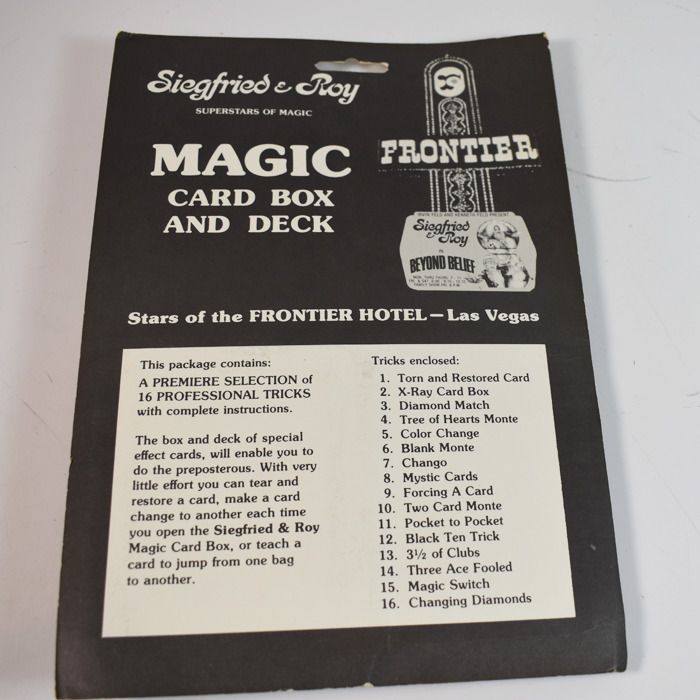 Siegfried & Roy
SUPERSTARS OF MAGIC
MAGIC
CARD BOX
AND DECK
FRONTIER
IRVIN FELD AND KENNETH FELD PRESENT
Siegfried
& Roy
IN
BEYOND BELIEF
Stars of the FRONTIER HOTEL — Las Vegas
This package contains:
A PREMIERE SELECTION of
16 PROFESSIONAL TRICKS
with complete instructions.
The box and deck of special
effect cards, will enable you to
do the preposterous. With very
little effort you can tear and
restore a card, make a card
change to another each time
you open the Siegfried & Roy
Magic Card Box, or teach a
card to jump from one bag
to another.
Tricks enclosed:
1. Torn and Restored Card
2. X-Ray Card Box
3. Diamond Match
4. Tree of Hearts Monte
5. Color Change
6. Blank Monte
7. Chango
8. Mystic Cards
9. Forcing A Card
10. Two Card Monte
11. Pocket to Pocket
12. Black Ten Trick
13. 3½ of Clubs
14. Three Ace Fooled
15. Magic Switch
16. Changing Diamonds